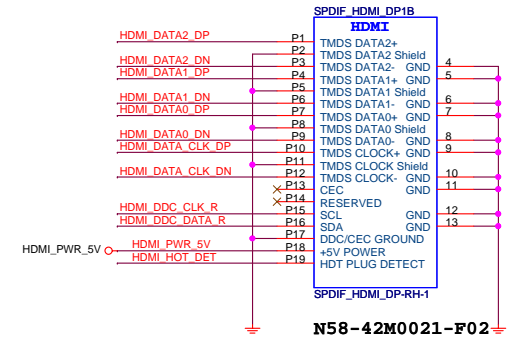 SPDIF_HDMI_DP1B
HDMI
HDMI_DATA2_DP P1 TMDS DATA2+
P2 TMDS DATA2 Shield
HDMI_DATA2_DN P3 TMDS DATA2- GND 4
HDMI_DATA1_DP P4 TMDS DATA1+ GND 5
P5 TMDS DATA1 Shield
HDMI_DATA1_DN P6 TMDS DATA1- GND 6
HDMI_DATA0_DP P7 TMDS DATA0+ GND 7
P8 TMDS DATA0 Shield
HDMI_DATA0_DN P9 TMDS DATA0- GND 8
HDMI_DATA_CLK_DP P10 TMDS CLOCK+ GND 9
P11 TMDS CLOCK Shield
HDMI_DATA_CLK_DN P12 TMDS CLOCK- GND 10
P13 CEC GND 11
P14 RESERVED
HDMI_DDC_CLK_R P15 SCL GND 12
HDMI_DDC_DATA_R P16 SDA GND 13
P17 DDC/CEC GROUND
HDMI_PWR_5V HDMI_PWR_5V P18 +5V POWER
HDMI_HOT_DET P19 HDT PLUG DETECT
SPDIF_HDMI_DP-RH-1
N58-42M0021-F02